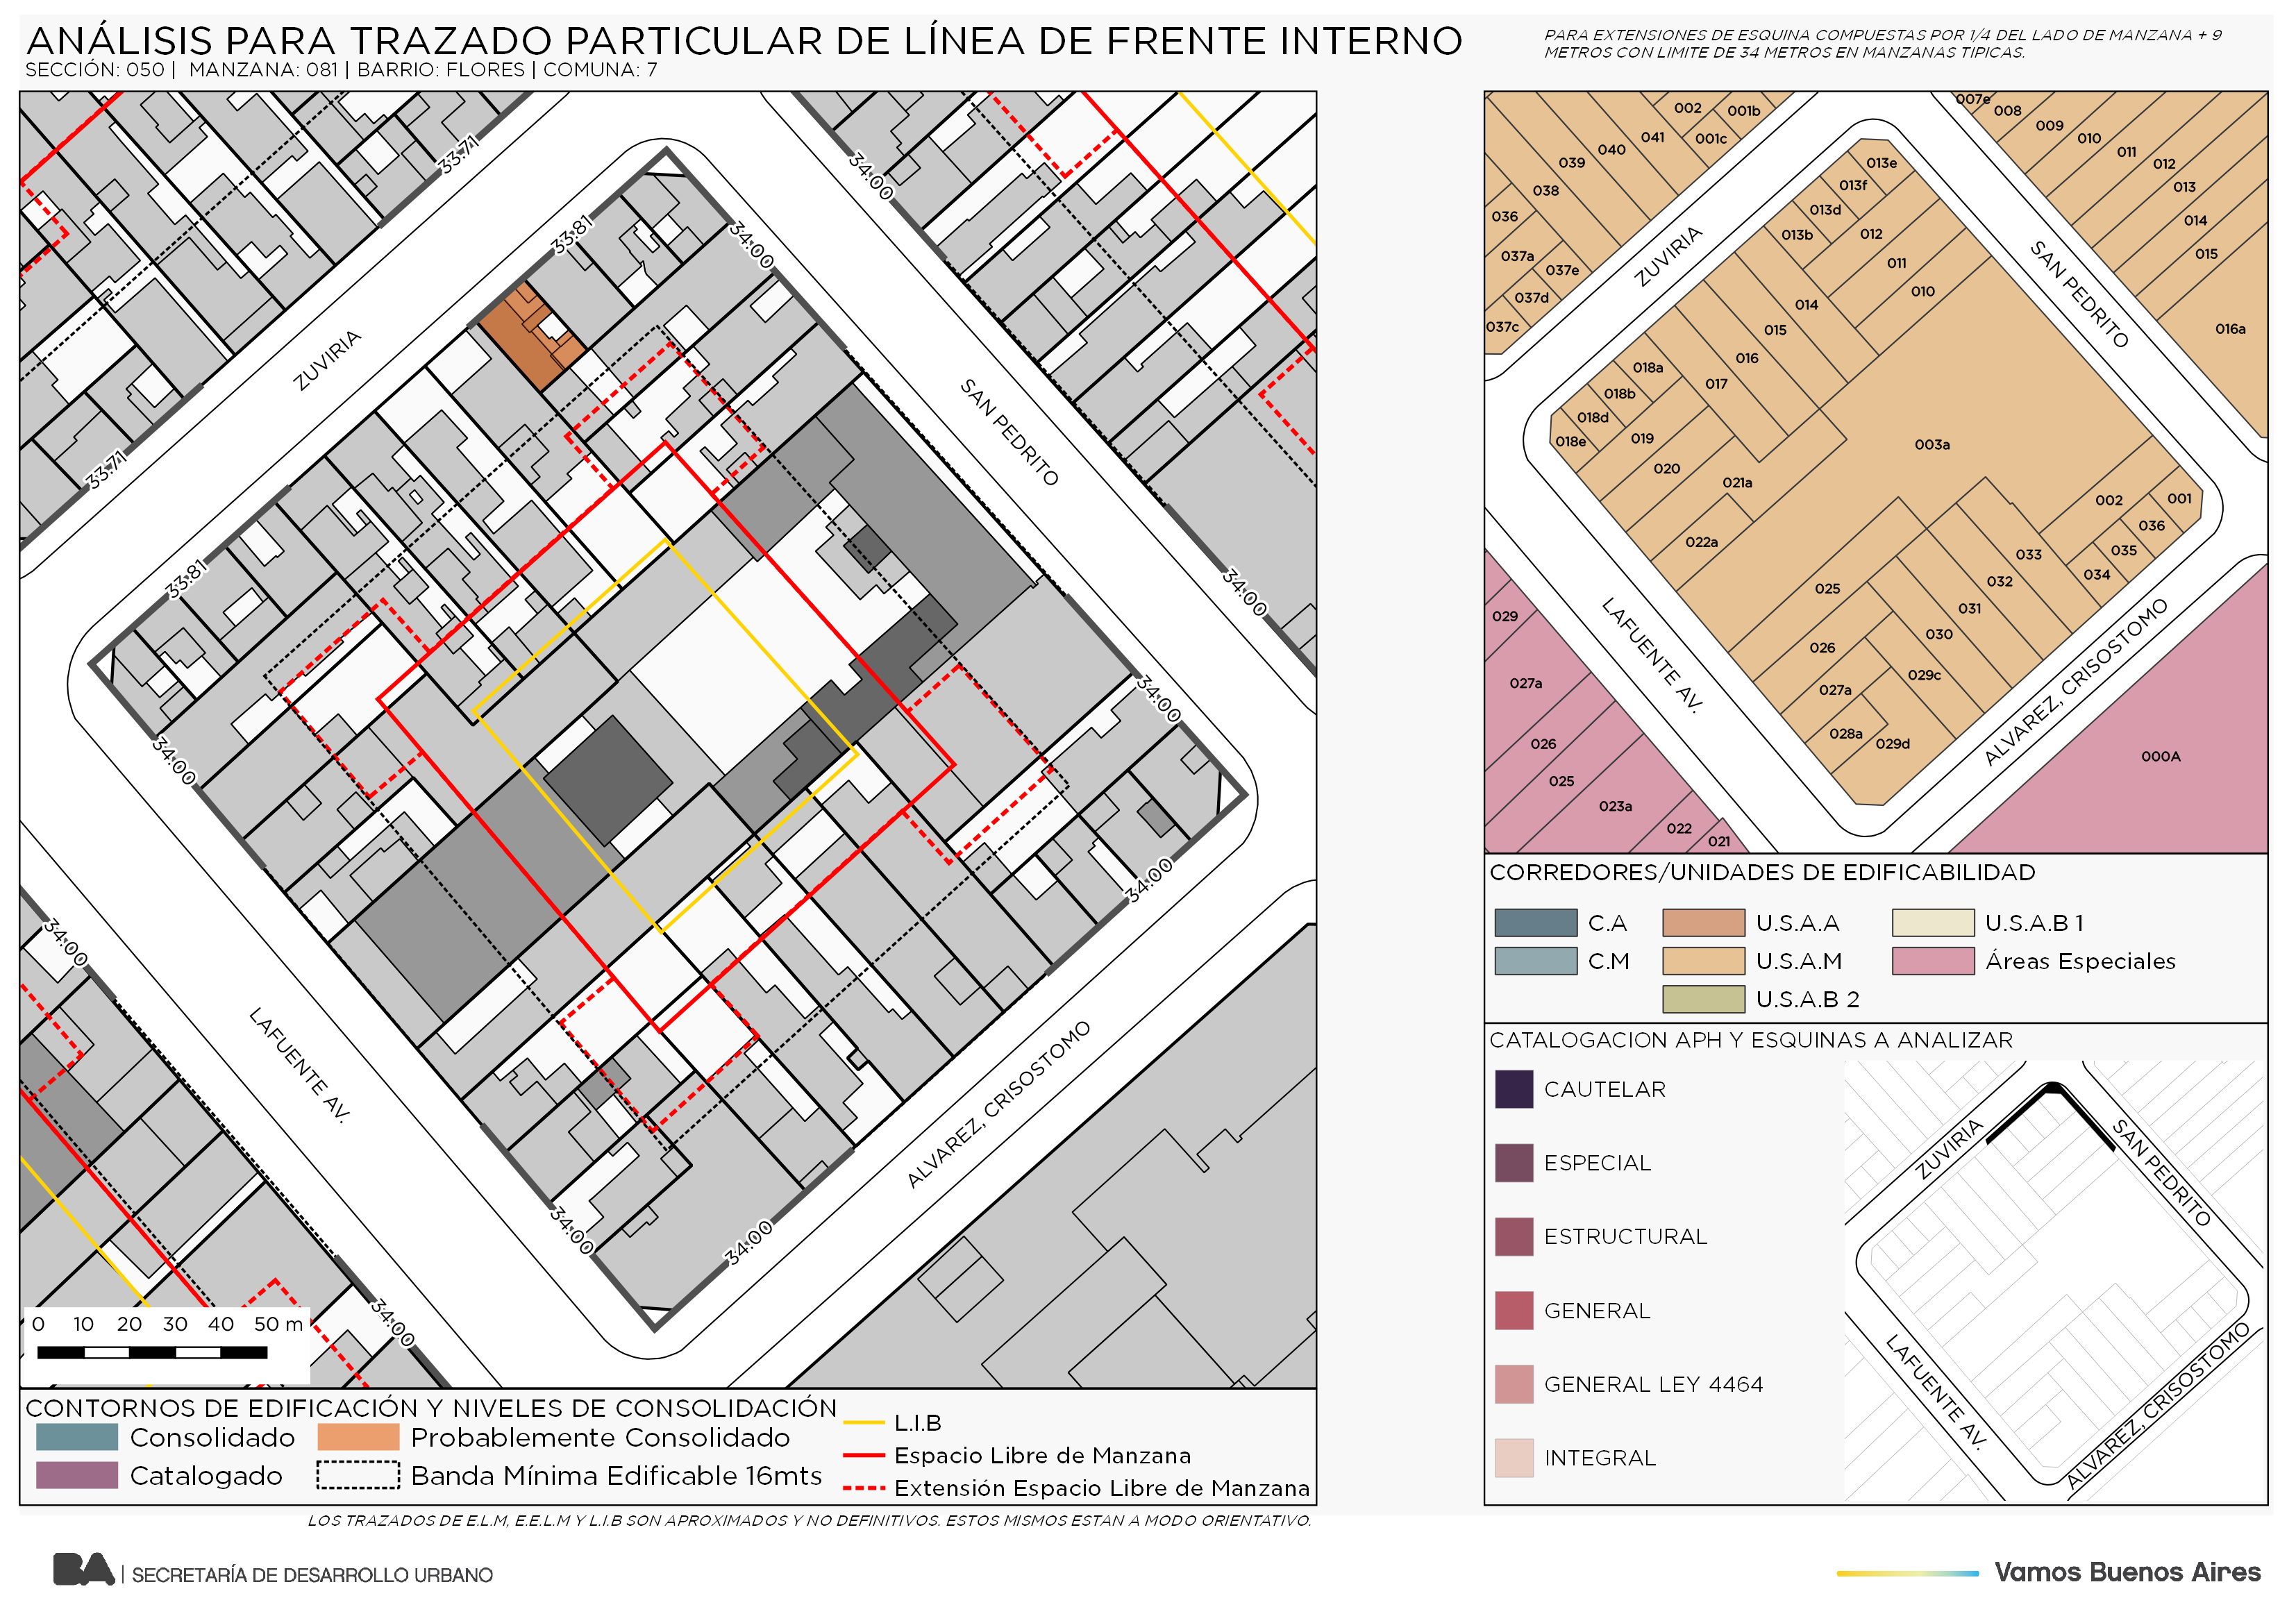 ANÁLISIS PARA TRAZADO PARTICULAR DE LÍNEA DE FRENTE INTERNO
SECCIÓN: 050 | MANZANA: 081 | BARRIO: FLORES | COMUNA: 7
PARA EXTENSIONES DE ESQUINA COMPUESTAS POR 1/4 DEL LADO DE MANZANA + 9
METROS CON LIMITE DE 34 METROS EN MANZANAS TIPICAS.
33.71
34.00
33.81
34.00
ZUVIRIA
33.71
SAN PEDRITO
33.81
34.00
34.00
34.00
34.00
34.00
LAFUENTE AV.
ALVAREZ, CRISOSTOMO
34.00
34.00
34.00
0 10 20 30 40 50 m
CONTORNOS DE EDIFICACIÓN Y NIVELES DE CONSOLIDACIÓN
Consolidado
Probablemente Consolidado
Catalogado
Banda Mínima Edificable 16mts
L.I.B
Espacio Libre de Manzana
Extensión Espacio Libre de Manzana
LOS TRAZADOS DE E.L.M, E.E.L.M Y L.I.B SON APROXIMADOS Y NO DEFINITIVOS. ESTOS MISMOS ESTAN A MODO ORIENTATIVO.
002
001b
001c
041
040
039
038
036
037a
037e
037d
037c
007e
008
009
010
011
012
013
014
015
016a
013e
013f
013d
013b
012
011
010
014
015
016
017
018a
018b
018d
018e
019
020
021a
022a
003a
002
001
036
035
034
033
032
031
030
029c
025
026
027a
028a
029d
029
027a
026
025
023a
022
021
000A
ZUVIRIA
SAN PEDRITO
LAFUENTE AV.
ALVAREZ, CRISOSTOMO
CORREDORES/UNIDADES DE EDIFICABILIDAD
C.A
U.S.A.A
U.S.A.B 1
C.M
U.S.A.M
Áreas Especiales
U.S.A.B 2
CATALOGACION APH Y ESQUINAS A ANALIZAR
CAUTELAR
ESPECIAL
ESTRUCTURAL
GENERAL
GENERAL LEY 4464
INTEGRAL
ZUVIRIA
SAN PEDRITO
LAFUENTE AV.
ALVAREZ, CRISOSTOMO
BA | SECRETARÍA DE DESARROLLO URBANO
Vamos Buenos Aires